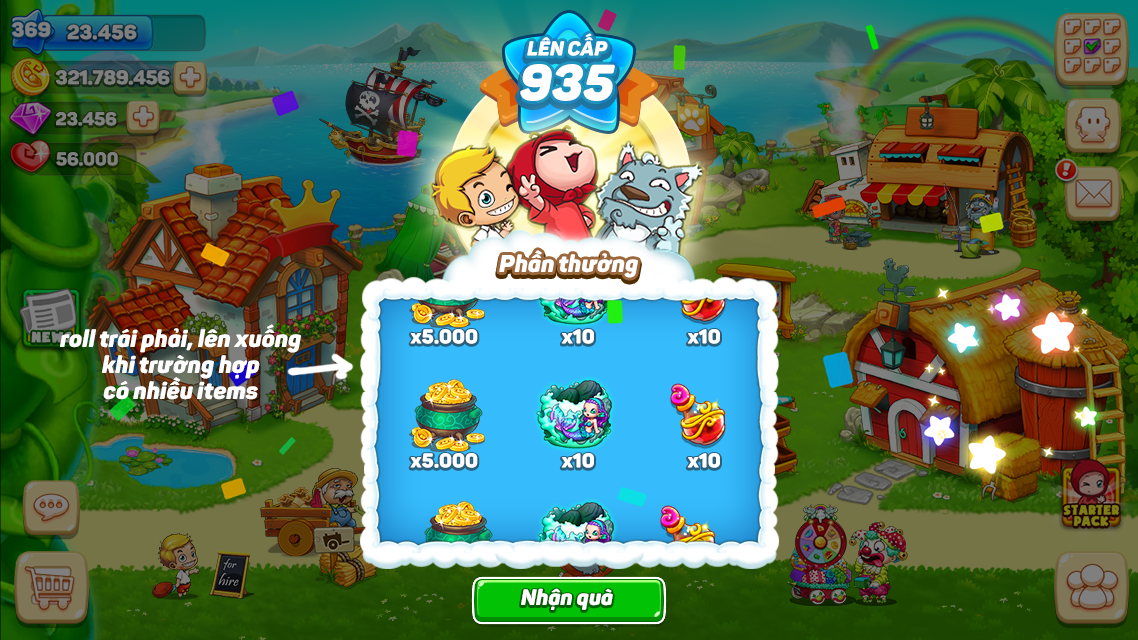 369 23.456
LÊN CẤP
935
321.789.456
23.456
56.000
Phần thưởng
x5.000 x10 x10
NEW
roll trái phải, lên xuống
khi trường hợp
có nhiều items
x5.000 x10 x10
STARTER
PACK
for
hire
Nhận quà